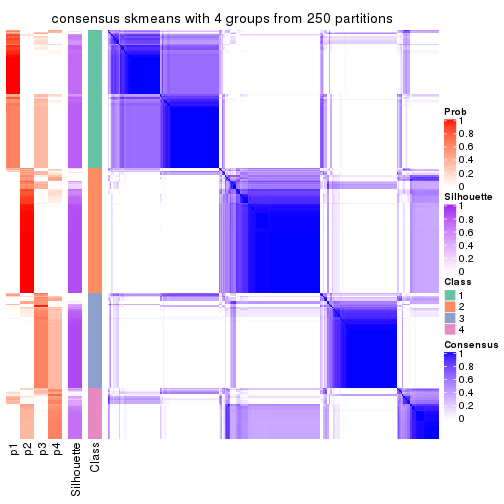 consensus skmeans with 4 groups from 250 partitions
Prob
1
0.8
0.6
0.4
0.2
0
Silhouette
1
0.8
0.6
0.4
0.2
0
Class
1
2
3
4
Consensus
1
0.8
0.6
0.4
0.2
0
p1
p2
p3
p4
Silhouette
Class